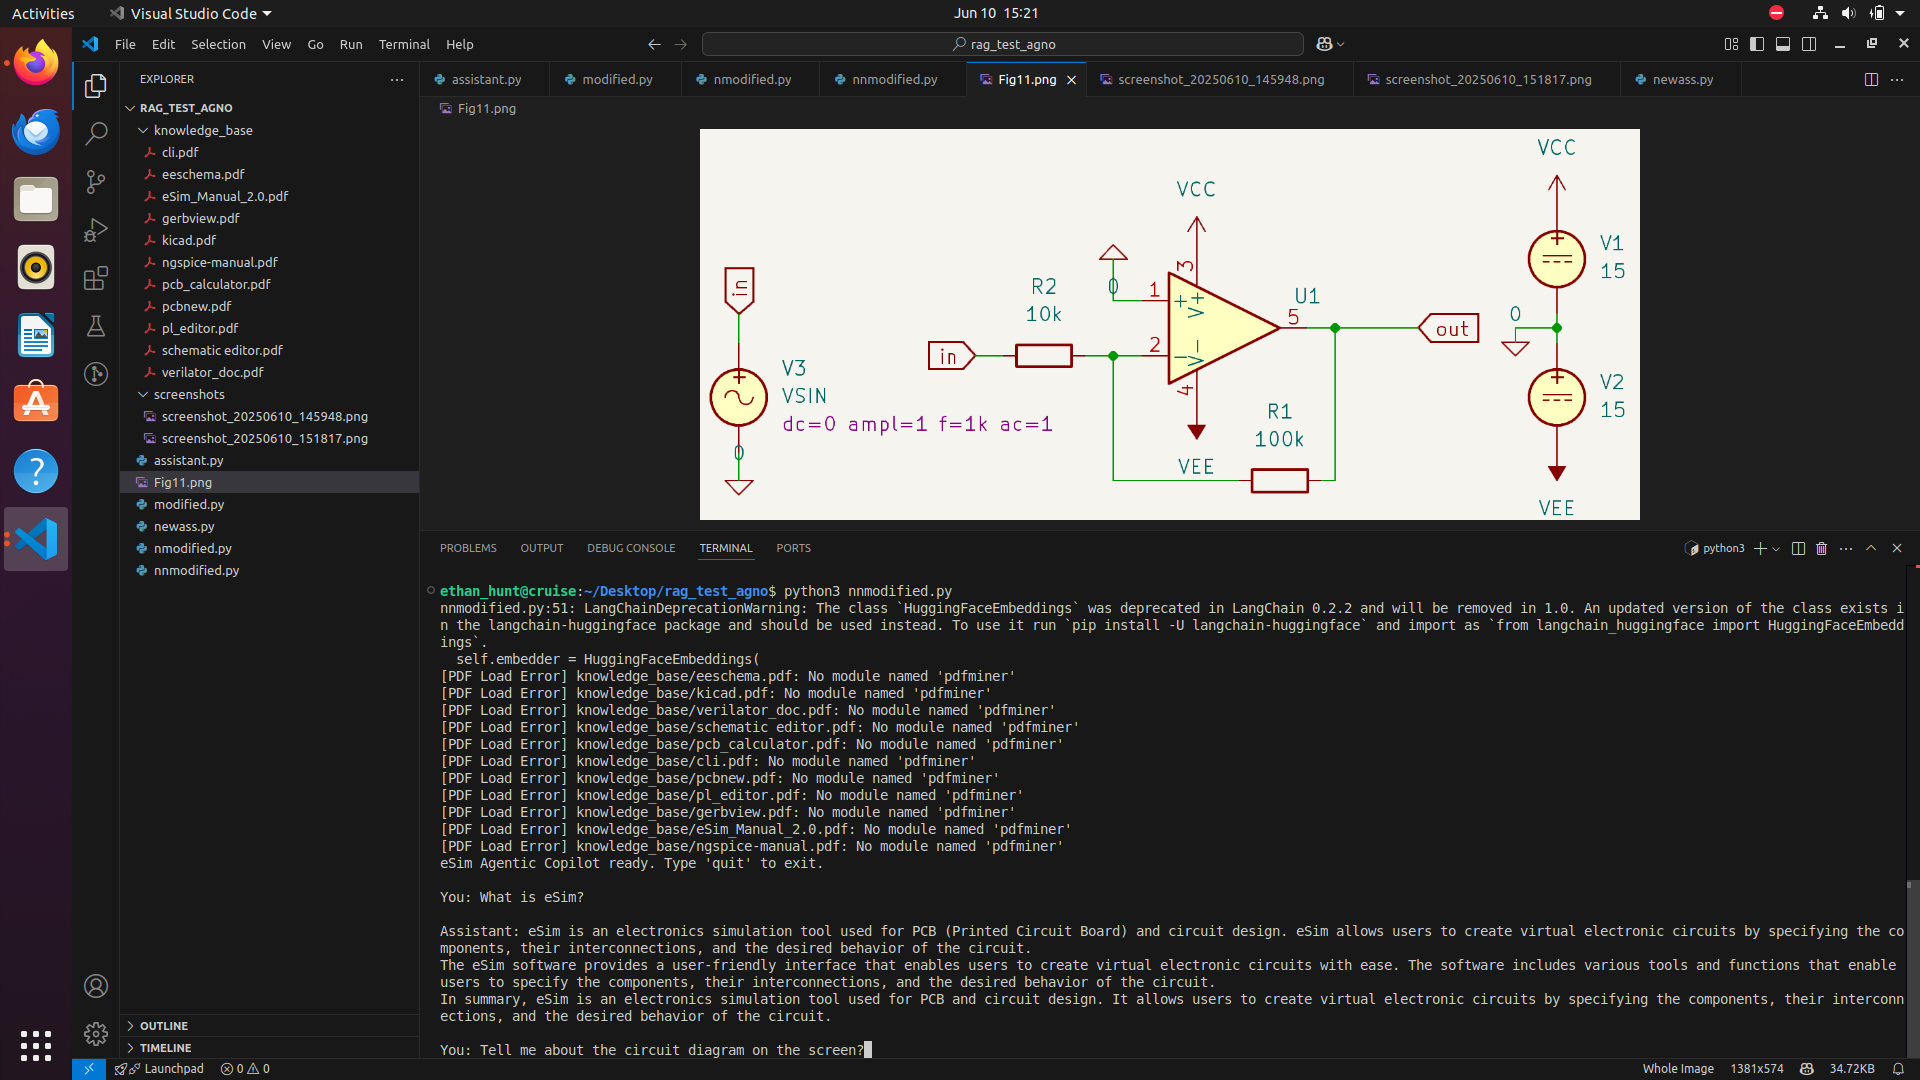 Activities
Visual Studio Code
Jun 10 15:21
File Edit Selection View Go Run Terminal Help
rag_test_agno
EXPLORER
RAG_TEST_AGNO
knowledge_base
cli.pdf
eeschema.pdf
eSim_Manual_2.0.pdf
gerbview.pdf
kicad.pdf
ngspice-manual.pdf
pcb_calculator.pdf
pcbnew.pdf
pl_editor.pdf
schematic editor.pdf
verilator_doc.pdf
screenshots
screenshot_20250610_145948.png
screenshot_20250610_151817.png
assistant.py
Fig11.png
modified.py
newass.py
nmodified.py
nnmodified.py
OUTLINE
TIMELINE
assistant.py modified.py nmodified.py nnmodified.py Fig11.png screenshot_20250610_145948.png screenshot_20250610_151817.png newass.py
Fig11.png
in
V3
VSIN
dc=0 ampl=1 f=1k ac=1
0
in
R2
10k
0
VCC
3
1
+
V+
2
−
V−
4
VEE
U1
5
R1
100k
out
VCC
+
V1
15
0
+
V2
15
VEE
PROBLEMS OUTPUT DEBUG CONSOLE TERMINAL PORTS
python3
ethan_hunt@cruise:~/Desktop/rag_test_agno$ python3 nnmodified.py
nnmodified.py:51: LangChainDeprecationWarning: The class `HuggingFaceEmbeddings` was deprecated in LangChain 0.2.2 and will be removed in 1.0. An updated version of the class exists i
n the langchain-huggingface package and should be used instead. To use it run `pip install -U langchain-huggingface` and import as `from langchain_huggingface import HuggingFaceEmbedd
ings`.
self.embedder = HuggingFaceEmbeddings(
[PDF Load Error] knowledge_base/eeschema.pdf: No module named 'pdfminer'
[PDF Load Error] knowledge_base/kicad.pdf: No module named 'pdfminer'
[PDF Load Error] knowledge_base/verilator_doc.pdf: No module named 'pdfminer'
[PDF Load Error] knowledge_base/schematic editor.pdf: No module named 'pdfminer'
[PDF Load Error] knowledge_base/pcb_calculator.pdf: No module named 'pdfminer'
[PDF Load Error] knowledge_base/cli.pdf: No module named 'pdfminer'
[PDF Load Error] knowledge_base/pcbnew.pdf: No module named 'pdfminer'
[PDF Load Error] knowledge_base/pl_editor.pdf: No module named 'pdfminer'
[PDF Load Error] knowledge_base/gerbview.pdf: No module named 'pdfminer'
[PDF Load Error] knowledge_base/eSim_Manual_2.0.pdf: No module named 'pdfminer'
[PDF Load Error] knowledge_base/ngspice-manual.pdf: No module named 'pdfminer'
eSim Agentic Copilot ready. Type 'quit' to exit.
You: What is eSim?
Assistant: eSim is an electronics simulation tool used for PCB (Printed Circuit Board) and circuit design. eSim allows users to create virtual electronic circuits by specifying the co
mponents, their interconnections, and the desired behavior of the circuit.
The eSim software provides a user-friendly interface that enables users to create virtual electronic circuits with ease. The software includes various tools and functions that enable
users to specify the components, their interconnections, and the desired behavior of the circuit.
In summary, eSim is an electronics simulation tool used for PCB and circuit design. It allows users to create virtual electronic circuits by specifying the components, their interconn
ections, and the desired behavior of the circuit.
You: Tell me about the circuit diagram on the screen?
Launchpad 0 0
Whole Image 1381x574 34.72KB